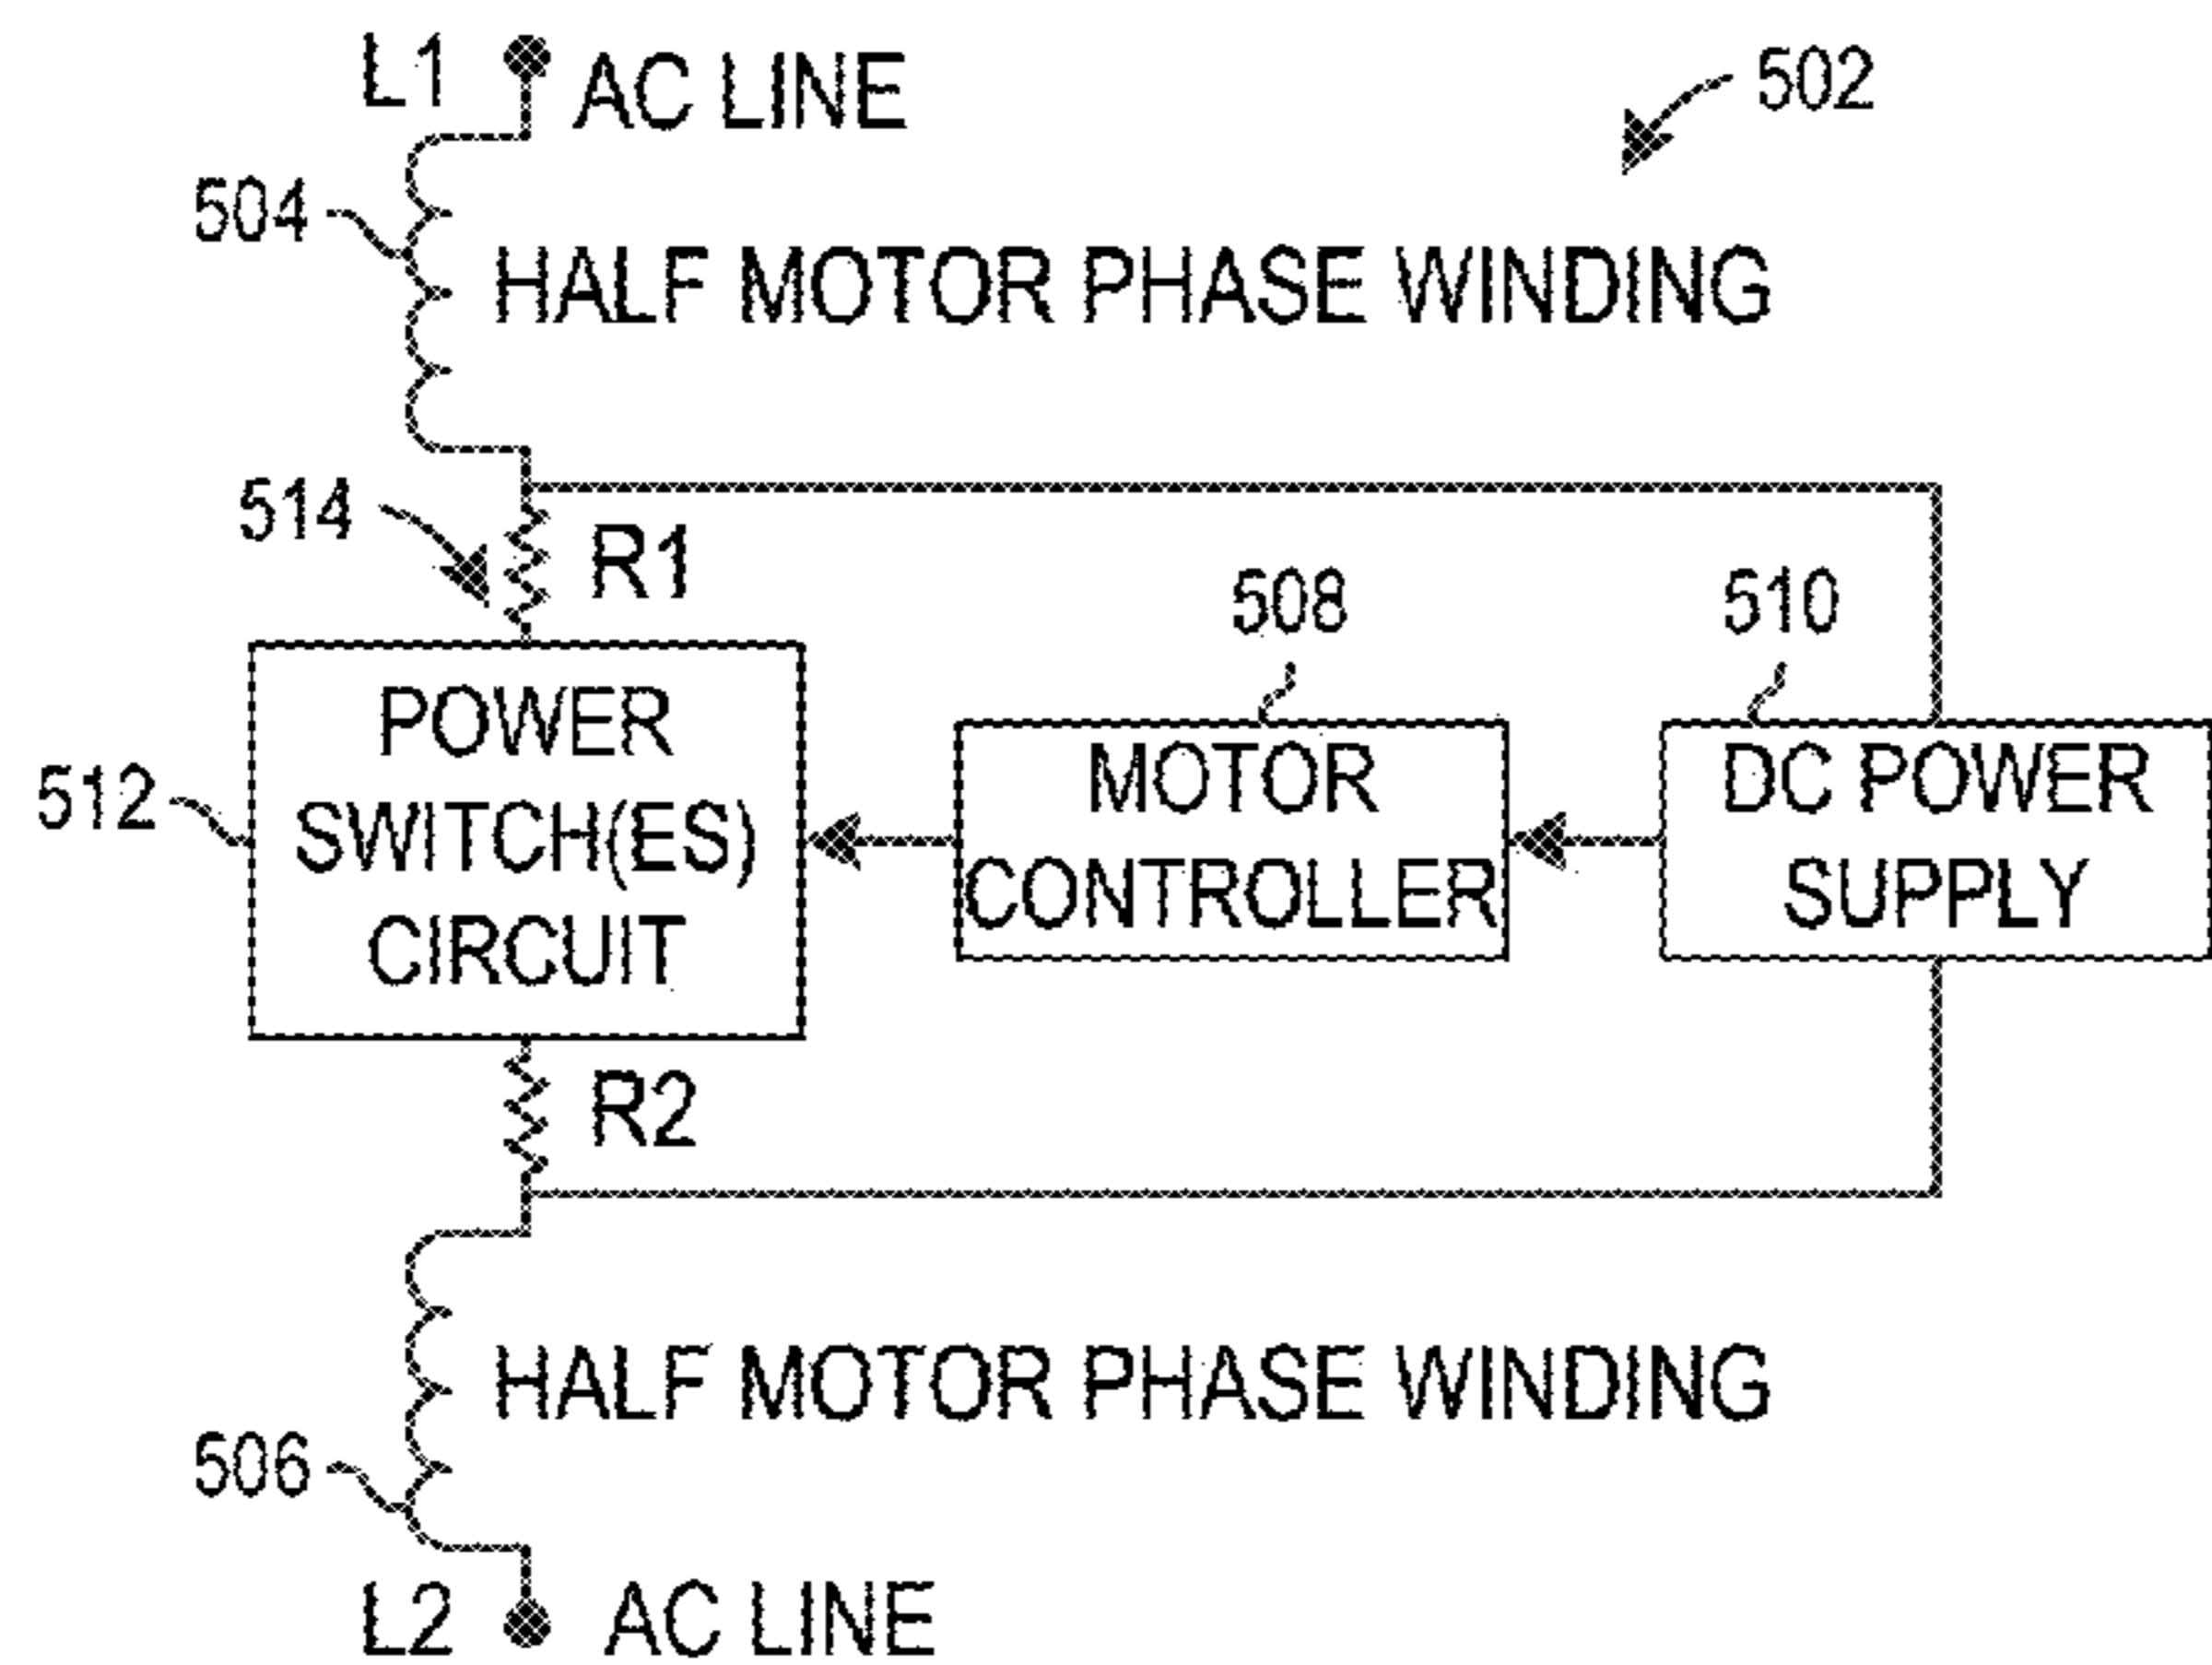 L1 AC LINE
502
504
HALF MOTOR PHASE WINDING
514
R1
508
510
POWER
SWITCH(ES)
CIRCUIT
512
MOTOR
CONTROLLER
DC POWER
SUPPLY
R2
HALF MOTOR PHASE WINDING
506
L2 AC LINE